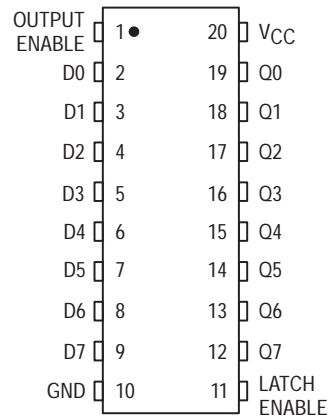 OUTPUT
ENABLE 1 20 VCC
D0 2 19 Q0
D1 3 18 Q1
D2 4 17 Q2
D3 5 16 Q3
D4 6 15 Q4
D5 7 14 Q5
D6 8 13 Q6
D7 9 12 Q7
GND 10 11 LATCH
ENABLE